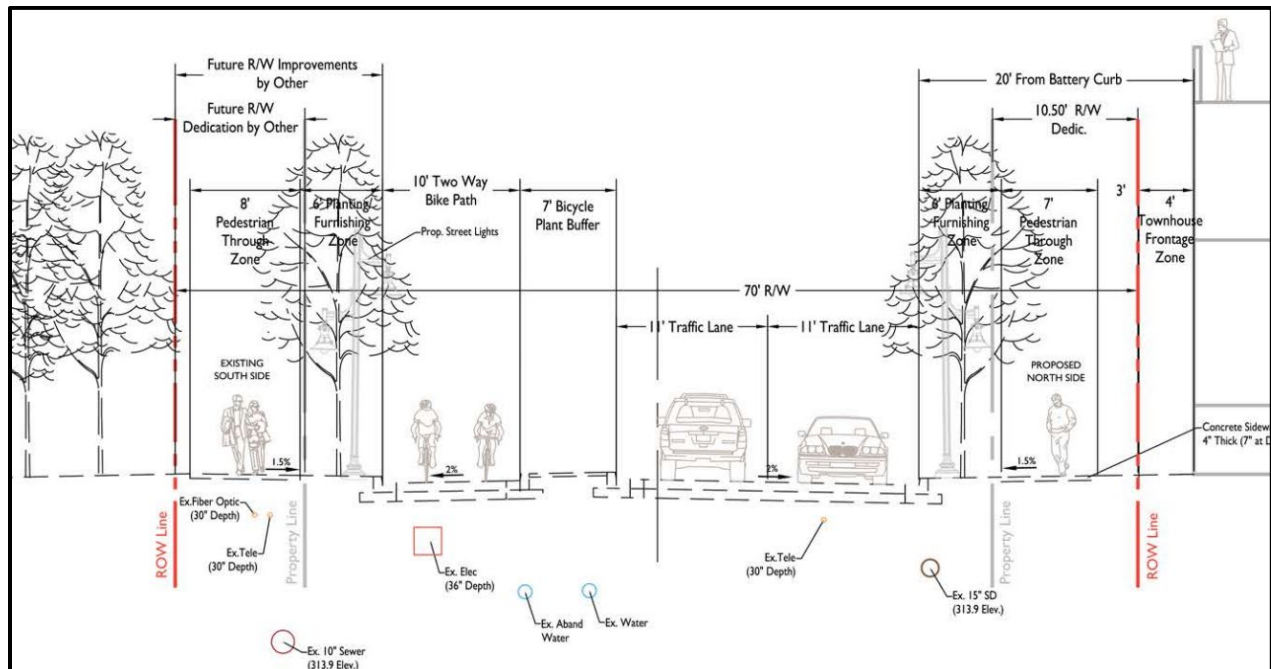 Future R/W Improvements
by Other
20' From Battery Curb
Future R/W
Dedication by Other
10.50' R/W
Dedic.
10' Two Way
Bike Path
7' Bicycle
Plant Buffer
8'
Pedestrian
Through
Zone
6' Planting/
Furnishing
Zone
Prop. Street Lights
6' Planting/
Furnishing
Zone
7'
Pedestrian
Through
Zone
3'
4'
Townhouse
Frontage
Zone
70' R/W
11' Traffic Lane
11' Traffic Lane
EXISTING
SOUTH SIDE
PROPOSED
NORTH SIDE
Concrete Sidew
4" Thick (7" at D
1.5%
2%
2%
1.5%
Ex.Fiber Optic
(30" Depth)
Ex.Tele
(30" Depth)
Ex. Elec
(36" Depth)
Ex.Tele
(30" Depth)
Ex. 15" SD
(313.9 Elev.)
Ex. Aband
Water
Ex. Water
Ex. 10" Sewer
(313.9 Elev.)
ROW Line
Property Line
Property Line
ROW Line